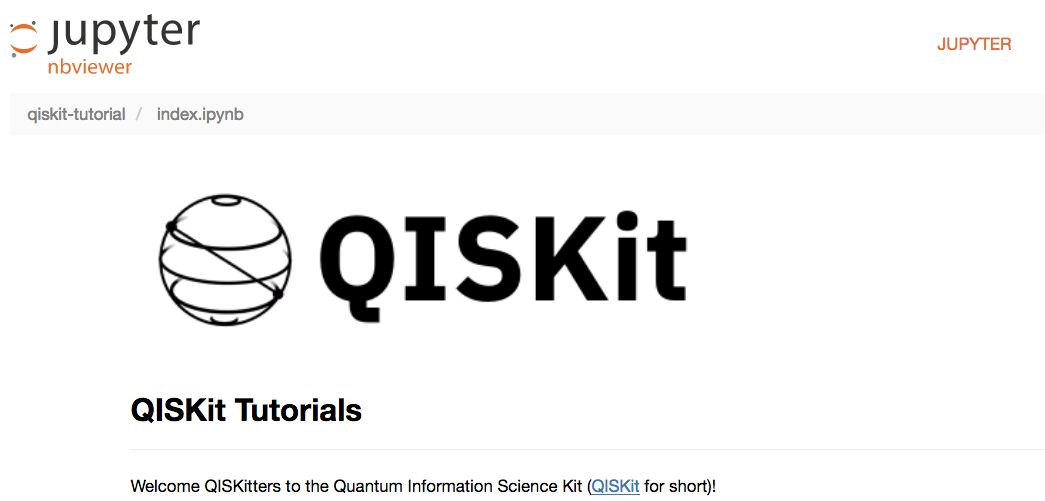 jupyter
nbviewer
JUPYTER
qiskit-tutorial / index.ipynb
QISKit
QISKit Tutorials
Welcome QISKitters to the Quantum Information Science Kit (QISKit for short)!